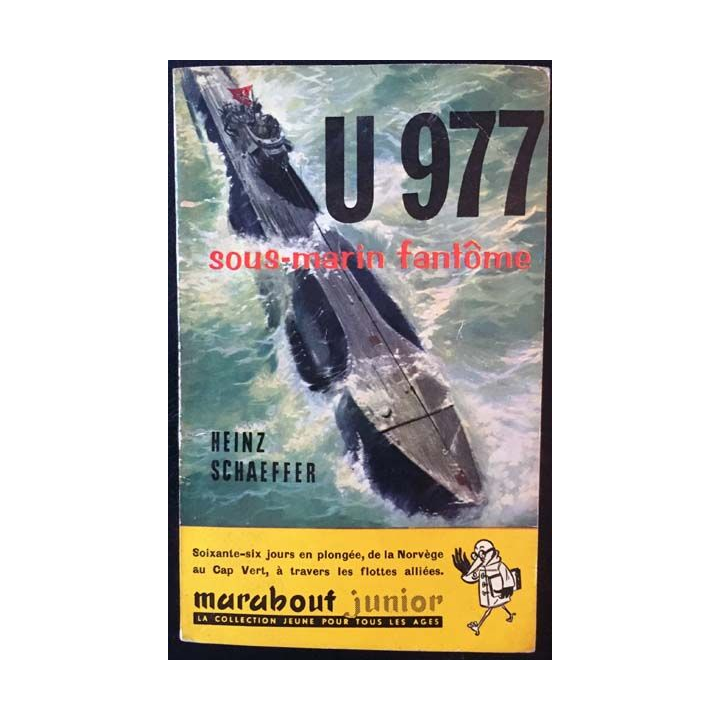 U 977
sous-marin fantôme
HEINZ
SCHAEFFER
Soixante-six jours en plongée, de la Norvège
au Cap Vert, à travers les flottes alliées.
marabout junior
LA COLLECTION JEUNE POUR TOUS LES AGES